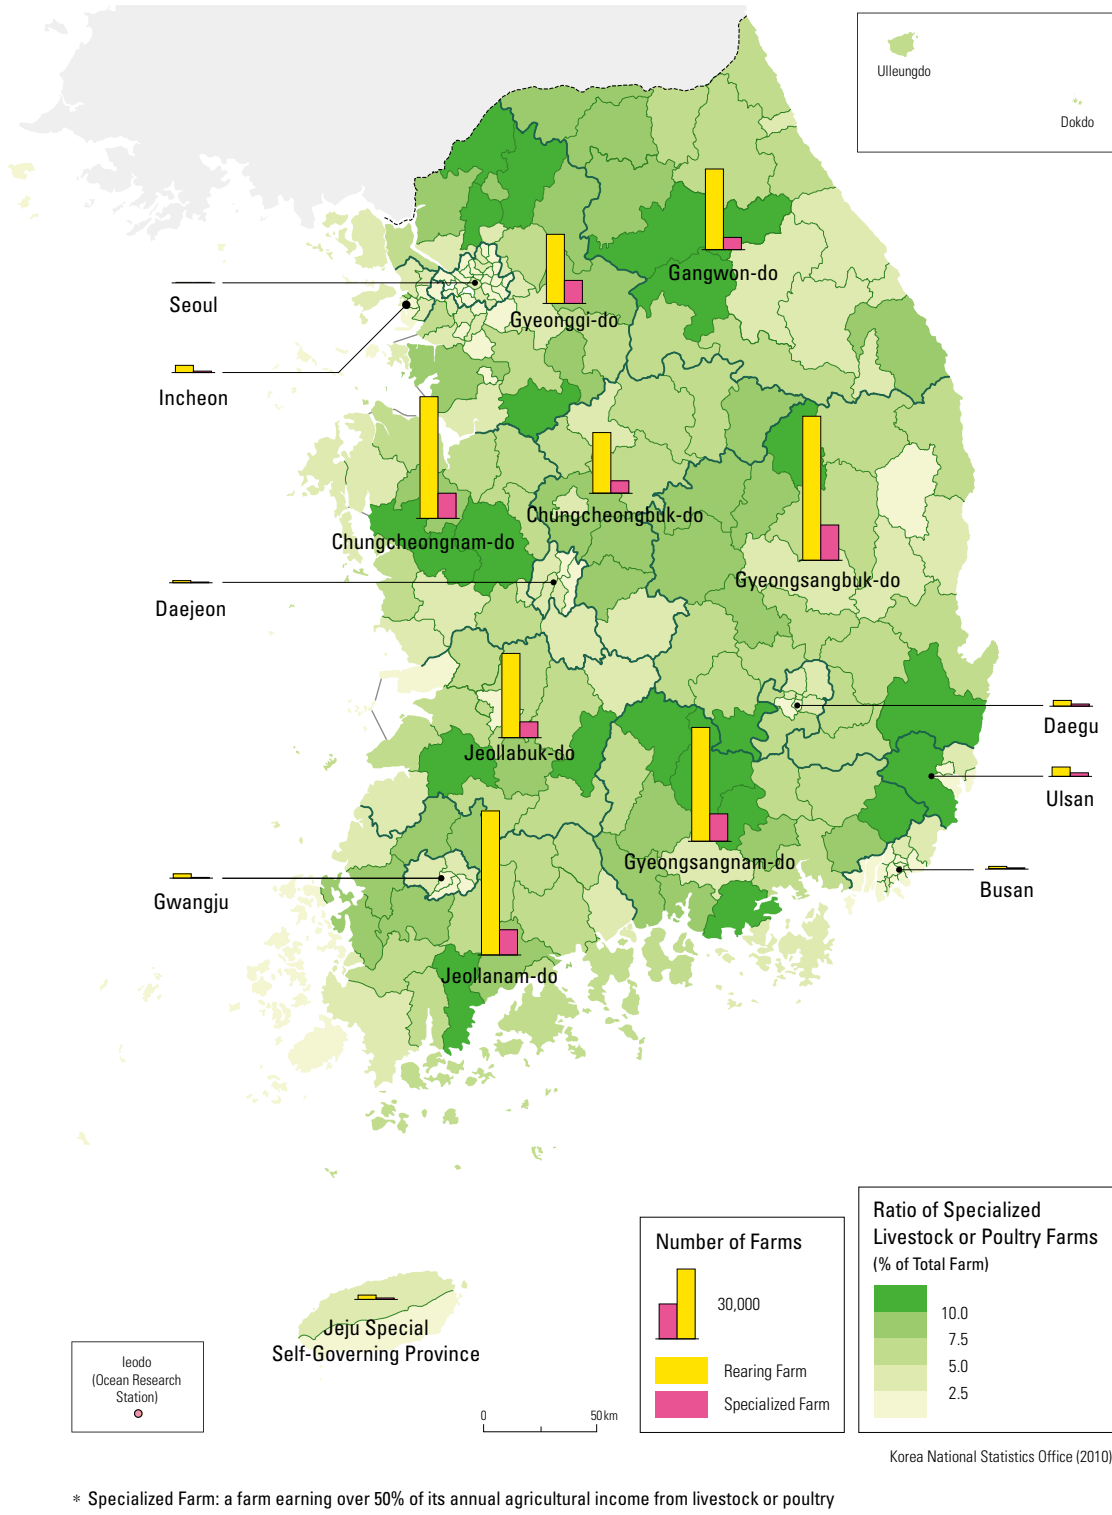 Ulleungdo
Dokdo
Gangwon-do
Seoul
Gyeonggi-do
Incheon
Chungcheongbuk-do
Chungcheongnam-do
Gyeongsangbuk-do
Daejeon
Daegu
Jeollabuk-do
Ulsan
Gyeongsangnam-do
Busan
Gwangju
Jeollanam-do
Jeju Special
Self-Governing Province
Ieodo
(Ocean Research
Station)
0 50km
Number of Farms
30,000
Rearing Farm
Specialized Farm
Ratio of Specialized
Livestock or Poultry Farms
(% of Total Farm)
10.0
7.5
5.0
2.5
Korea National Statistics Office (2010)
* Specialized Farm: a farm earning over 50% of its annual agricultural income from livestock or poultry